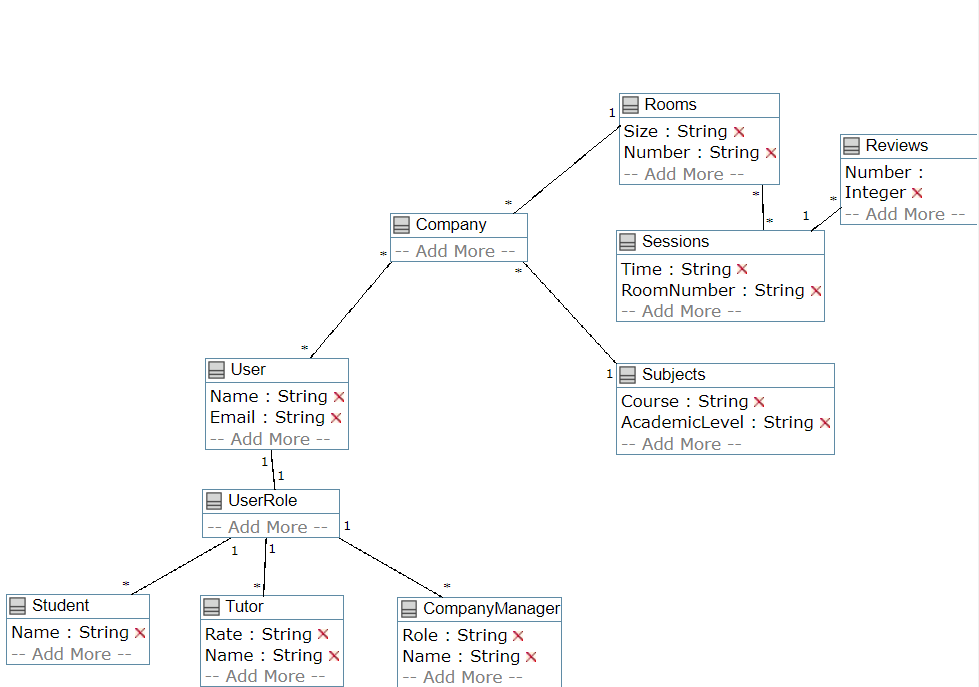 Rooms
1
Size : String
Number : String
-- Add More --
Reviews
Number :
Integer
-- Add More --
*
*
*
1
*
Company
-- Add More --
*
*
Sessions
Time : String
RoomNumber : String
-- Add More --
*
1
Subjects
Course : String
AcademicLevel : String
-- Add More --
User
Name : String
Email : String
-- Add More --
1
1
UserRole
-- Add More --
1
1
1
*
*
*
Student
Name : String
-- Add More --
Tutor
Rate : String
Name : String
-- Add More --
CompanyManager
Role : String
Name : String
-- Add More --